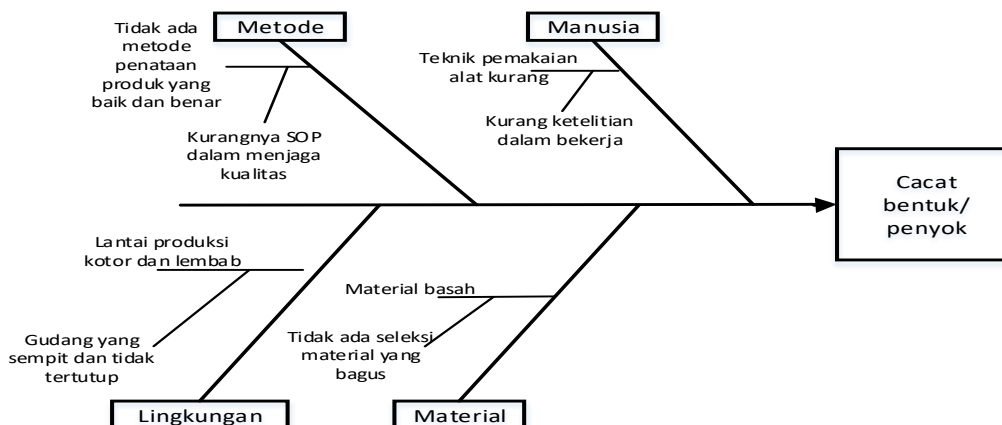 Metode
Manusia
Tidak ada
metode
penataan
produk yang
baik dan benar
Kurangnya SOP
dalam menjaga
kualitas
Teknik pemakaian
alat kurang
Kurang ketelitian
dalam bekerja
Cacat
bentuk/
penyok
Lantai produksi
kotor dan lembab
Gudang yang
sempit dan tidak
tertutup
Material basah
Tidak ada seleksi
material yang
bagus
Lingkungan
Material